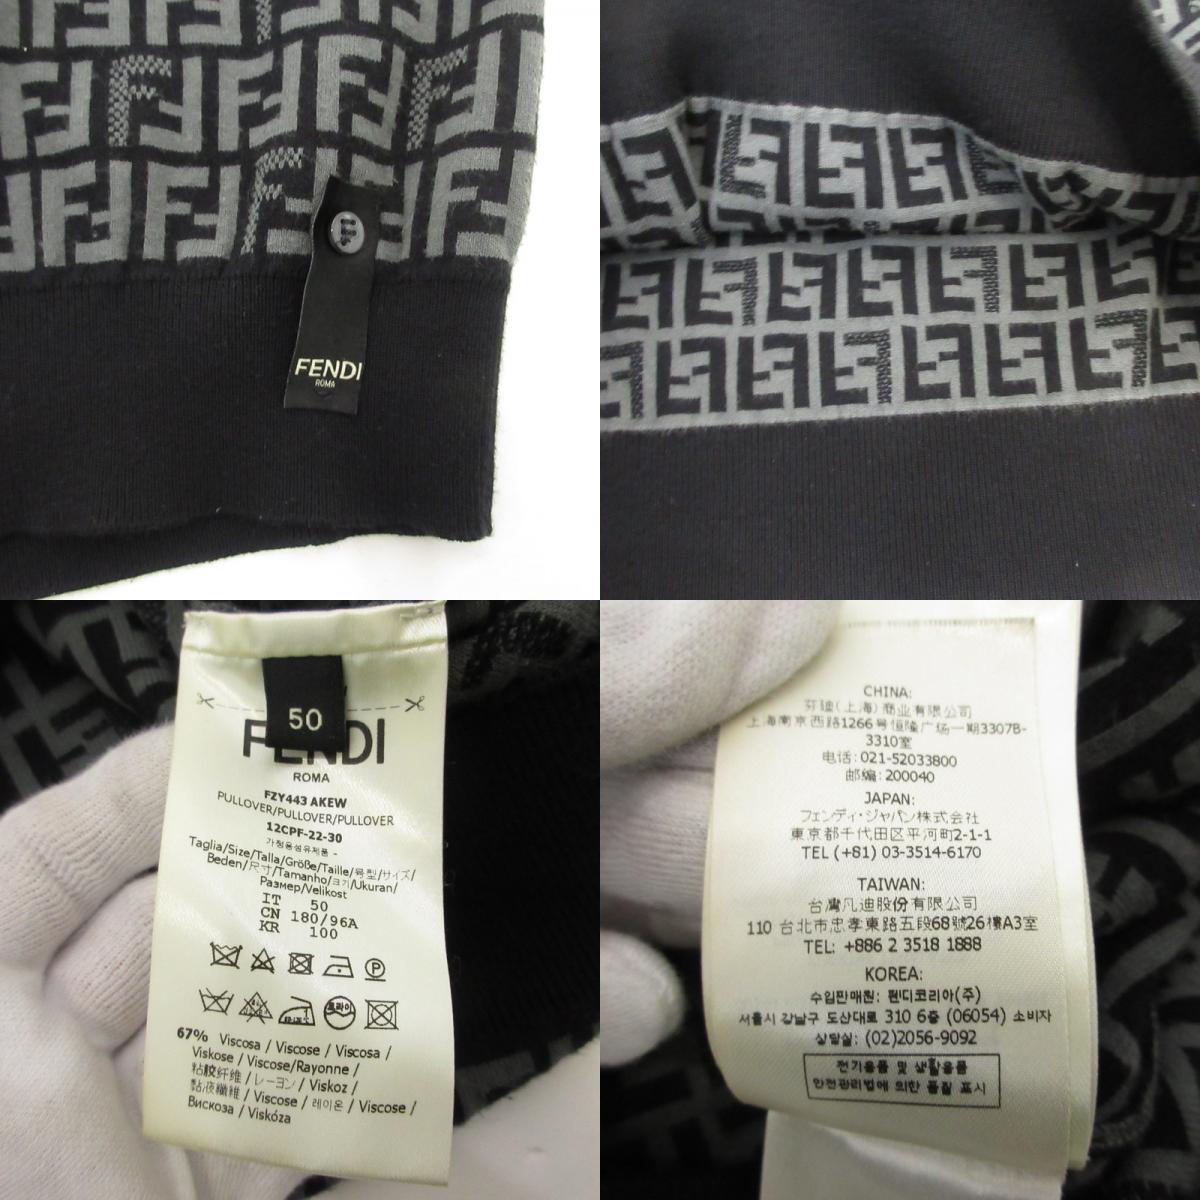 FENDI
ROMA
50
FENDI
ROMA
FZY443 AKEW
PULLOVER/PULLOVER/PULLOVER
12CPF-22-30
가정용섬유제품 -
Taglia/Size/Talla/Größe/Taille/号型/サイズ/
Beden/尺寸/Tamanho/크기/Ukuran/
Размер/Velikost
IT 50
CN 180/96A
KR 100
드라이
67% Viscosa / Viscose / Viscosa /
Viskose / Viscose/Rayonne /
粘胶纤维 / レーヨン / Viskoz /
黏液纖維 / Viscose / 레이온 / Viscose /
Вискоза / Viskóza
CHINA:
芬迪(上海)商业有限公司
上海南京西路1266号恒隆广场一期3307B-
3310室
电话: 021-52033800
邮编: 200040
JAPAN:
フェンディ・ジャパン株式会社
東京都千代田区平河町2-1-1
TEL (+81) 03-3514-6170
TAIWAN:
台灣凡迪股份有限公司
110 台北市忠孝東路五段68號26樓A3室
TEL: +886 2 3518 1888
KOREA:
수입판매원: 펜디코리아(주)
서울시 강남구 도산대로 310 6층 (06054) 소비자
상담실: (02)2056-9092
전기용품 및 생활용품
안전관리법에 의한 품질 표시